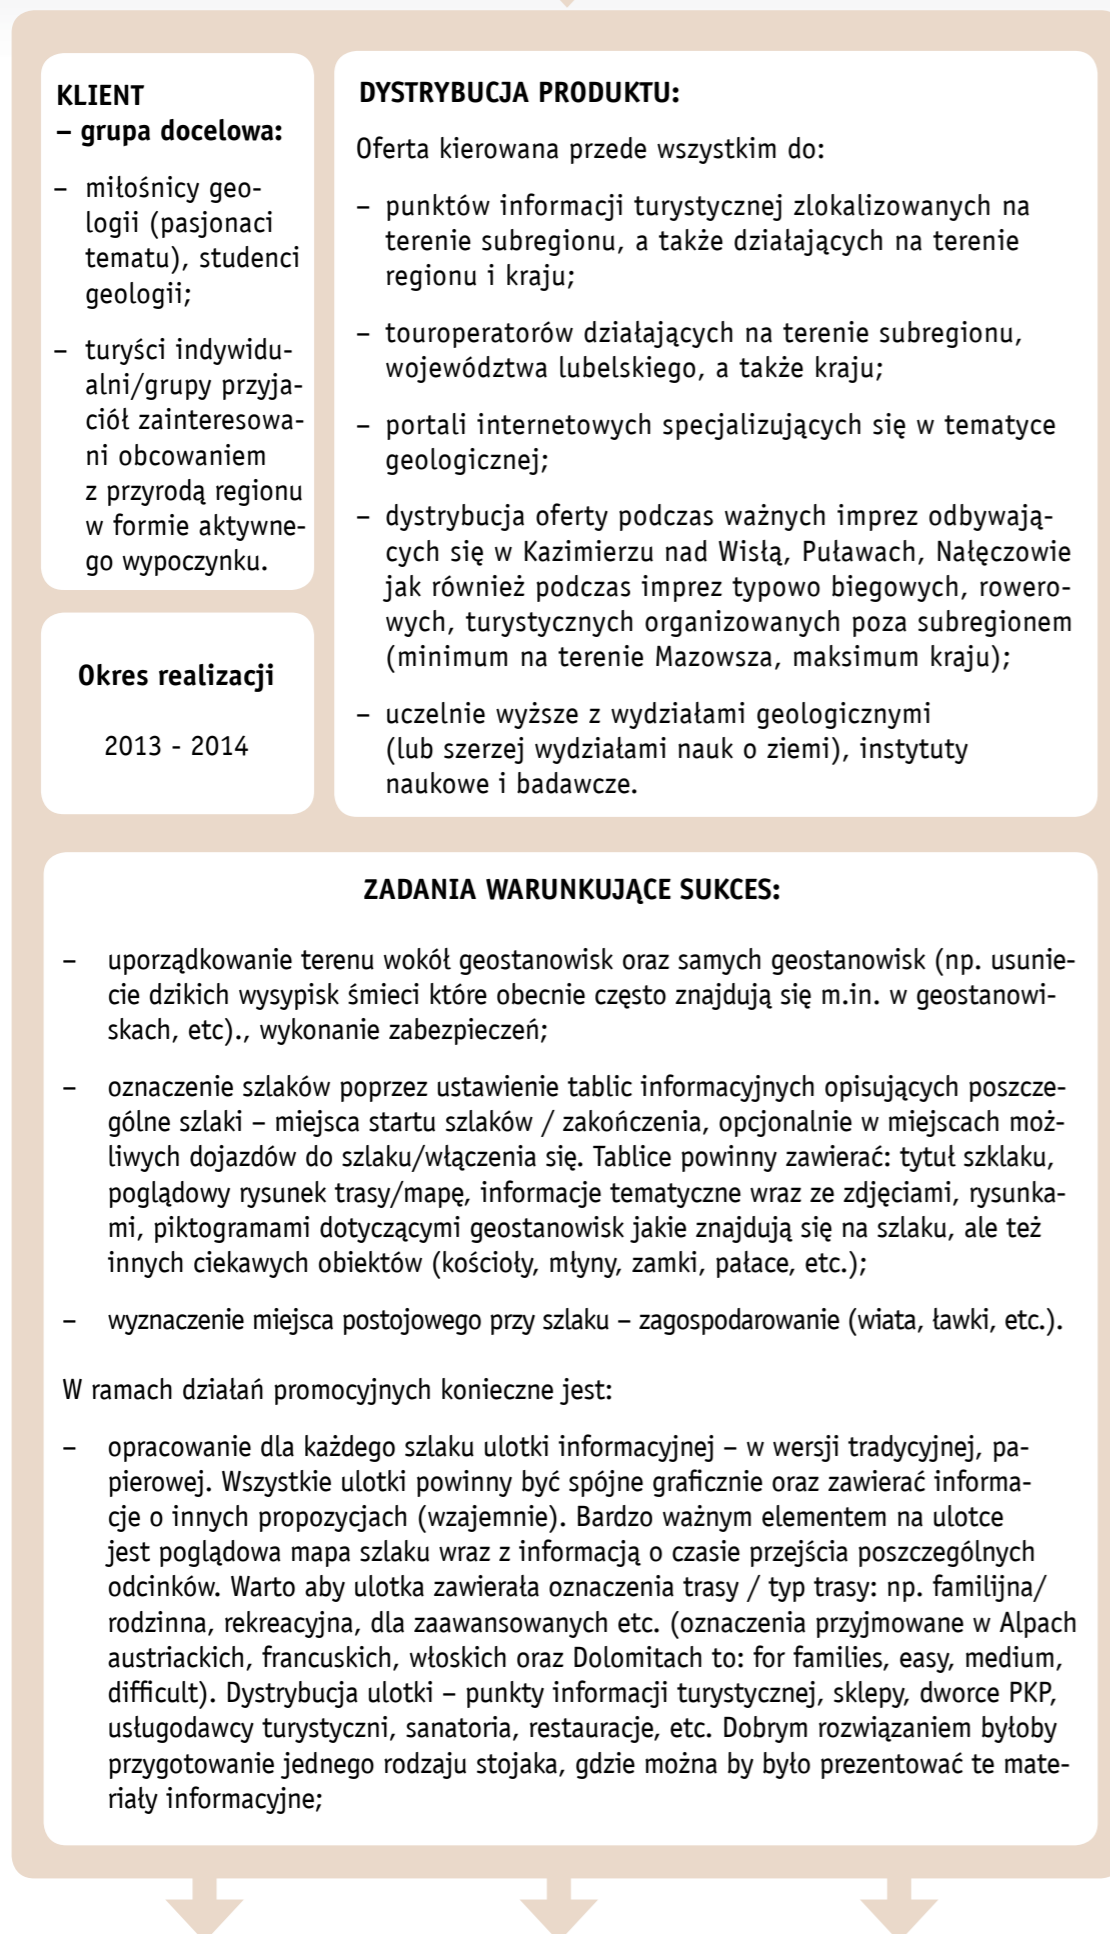 KLIENT
– grupa docelowa:
– miłośnicy geo-
logii (pasjonaci
tematu), studenci
geologii;
– turyści indywidu-
alni/grupy przyja-
ciół zainteresowa-
ni obcowaniem
z przyrodą regionu
w formie aktywne-
go wypoczynku.
Okres realizacji
2013 - 2014
DYSTRYBUCJA PRODUKTU:
Oferta kierowana przede wszystkim do:
– punktów informacji turystycznej zlokalizowanych na
terenie subregionu, a także działających na terenie
regionu i kraju;
– touroperatorów działających na terenie subregionu,
województwa lubelskiego, a także kraju;
– portali internetowych specjalizujących się w tematyce
geologicznej;
– dystrybucja oferty podczas ważnych imprez odbywają-
cych się w Kazimierzu nad Wisłą, Puławach, Nałęczowie
jak również podczas imprez typowo biegowych, rowero-
wych, turystycznych organizowanych poza subregionem
(minimum na terenie Mazowsza, maksimum kraju);
– uczelnie wyższe z wydziałami geologicznymi
(lub szerzej wydziałami nauk o ziemi), instytuty
naukowe i badawcze.
ZADANIA WARUNKUJĄCE SUKCES:
– uporządkowanie terenu wokół geostanowisk oraz samych geostanowisk (np. usunie-
cie dzikich wysypisk śmieci które obecnie często znajdują się m.in. w geostanowi-
skach, etc)., wykonanie zabezpieczeń;
– oznaczenie szlaków poprzez ustawienie tablic informacyjnych opisujących poszcze-
gólne szlaki – miejsca startu szlaków / zakończenia, opcjonalnie w miejscach moż-
liwych dojazdów do szlaku/włączenia się. Tablice powinny zawierać: tytuł szklaku,
poglądowy rysunek trasy/mapę, informacje tematyczne wraz ze zdjęciami, rysunka-
mi, piktogramami dotyczącymi geostanowisk jakie znajdują się na szlaku, ale też
innych ciekawych obiektów (kościoły, młyny, zamki, pałace, etc.);
– wyznaczenie miejsca postojowego przy szlaku – zagospodarowanie (wiata, ławki, etc.).
W ramach działań promocyjnych konieczne jest:
– opracowanie dla każdego szlaku ulotki informacyjnej – w wersji tradycyjnej, pa-
pierowej. Wszystkie ulotki powinny być spójne graficznie oraz zawierać informa-
cje o innych propozycjach (wzajemnie). Bardzo ważnym elementem na ulotce
jest poglądowa mapa szlaku wraz z informacją o czasie przejścia poszczególnych
odcinków. Warto aby ulotka zawierała oznaczenia trasy / typ trasy: np. familijna/
rodzinna, rekreacyjna, dla zaawansowanych etc. (oznaczenia przyjmowane w Alpach
austriackich, francuskich, włoskich oraz Dolomitach to: for families, easy, medium,
difficult). Dystrybucja ulotki – punkty informacji turystycznej, sklepy, dworce PKP,
usługodawcy turystyczni, sanatoria, restauracje, etc. Dobrym rozwiązaniem byłoby
przygotowanie jednego rodzaju stojaka, gdzie można by było prezentować te mate-
riały informacyjne;